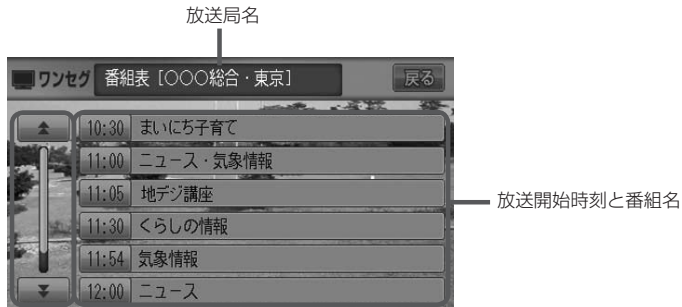 放送局名
ワンセグ 番組表［○○○総合・東京］ 戻る
10:30 まいにち子育て
11:00 ニュース・気象情報
11:05 地デジ講座
11:30 くらしの情報
11:54 気象情報
12:00 ニュース
放送開始時刻と番組名